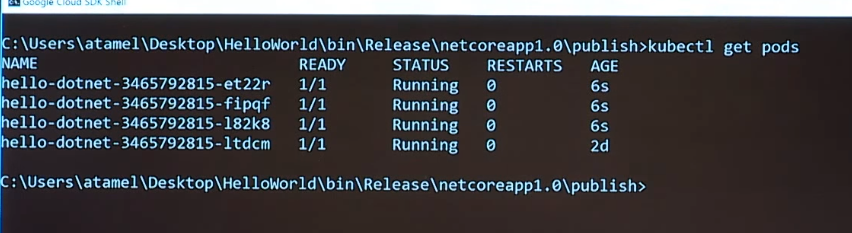 Google Cloud SDK Shell
C:\Users\atamel\Desktop\HelloWorld\bin\Release\netcoreapp1.0\publish>kubectl get pods
NAME READY STATUS RESTARTS AGE
hello-dotnet-3465792815-et22r 1/1 Running 0 6s
hello-dotnet-3465792815-fipqf 1/1 Running 0 6s
hello-dotnet-3465792815-l82k8 1/1 Running 0 6s
hello-dotnet-3465792815-ltdcm 1/1 Running 0 2d
C:\Users\atamel\Desktop\HelloWorld\bin\Release\netcoreapp1.0\publish>